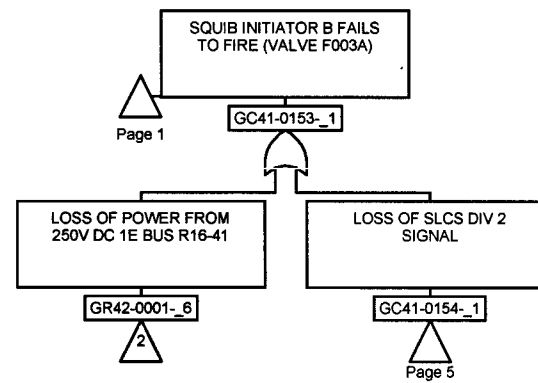 SQUIB INITIATOR B FAILS
TO FIRE (VALVE F003A)
Page 1
GC41-0153-_1
LOSS OF POWER FROM
250V DC 1E BUS R16-41
LOSS OF SLCS DIV 2
SIGNAL
GR42-0001-_6
GC41-0154-_1
2
Page 5